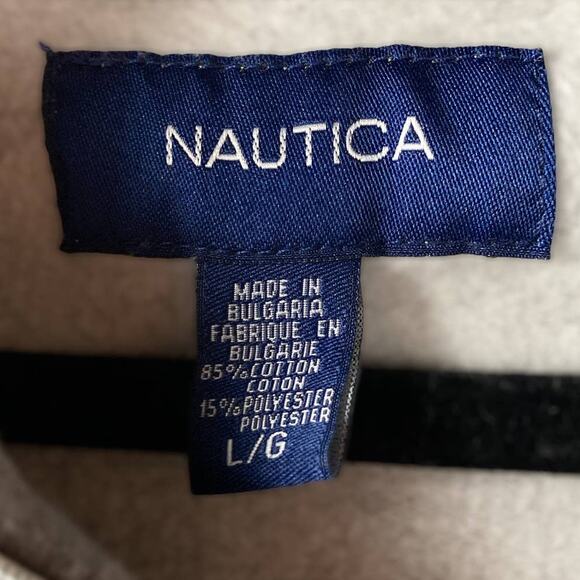 NAUTICA
MADE IN
BULGARIA
FABRIQUE EN
BULGARIE
85%COTTON
COTON
15%POLYESTER
POLYESTER
L/G